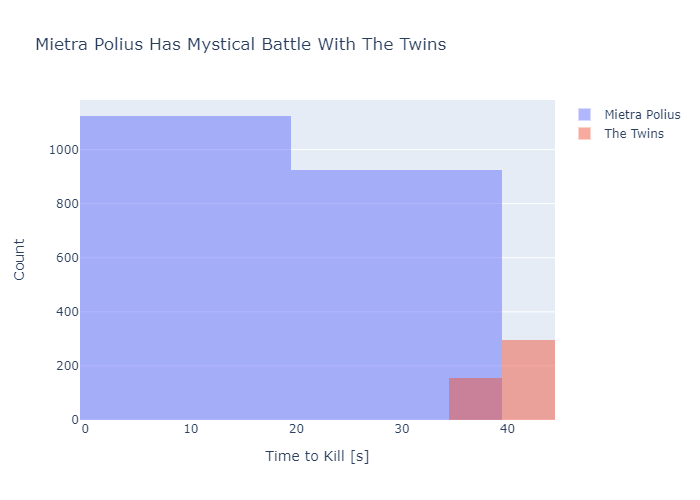 Mietra Polius Has Mystical Battle With The Twins
Mietra Polius
The Twins
Count
1000
800
600
400
200
0
0 10 20 30 40
Time to Kill [s]